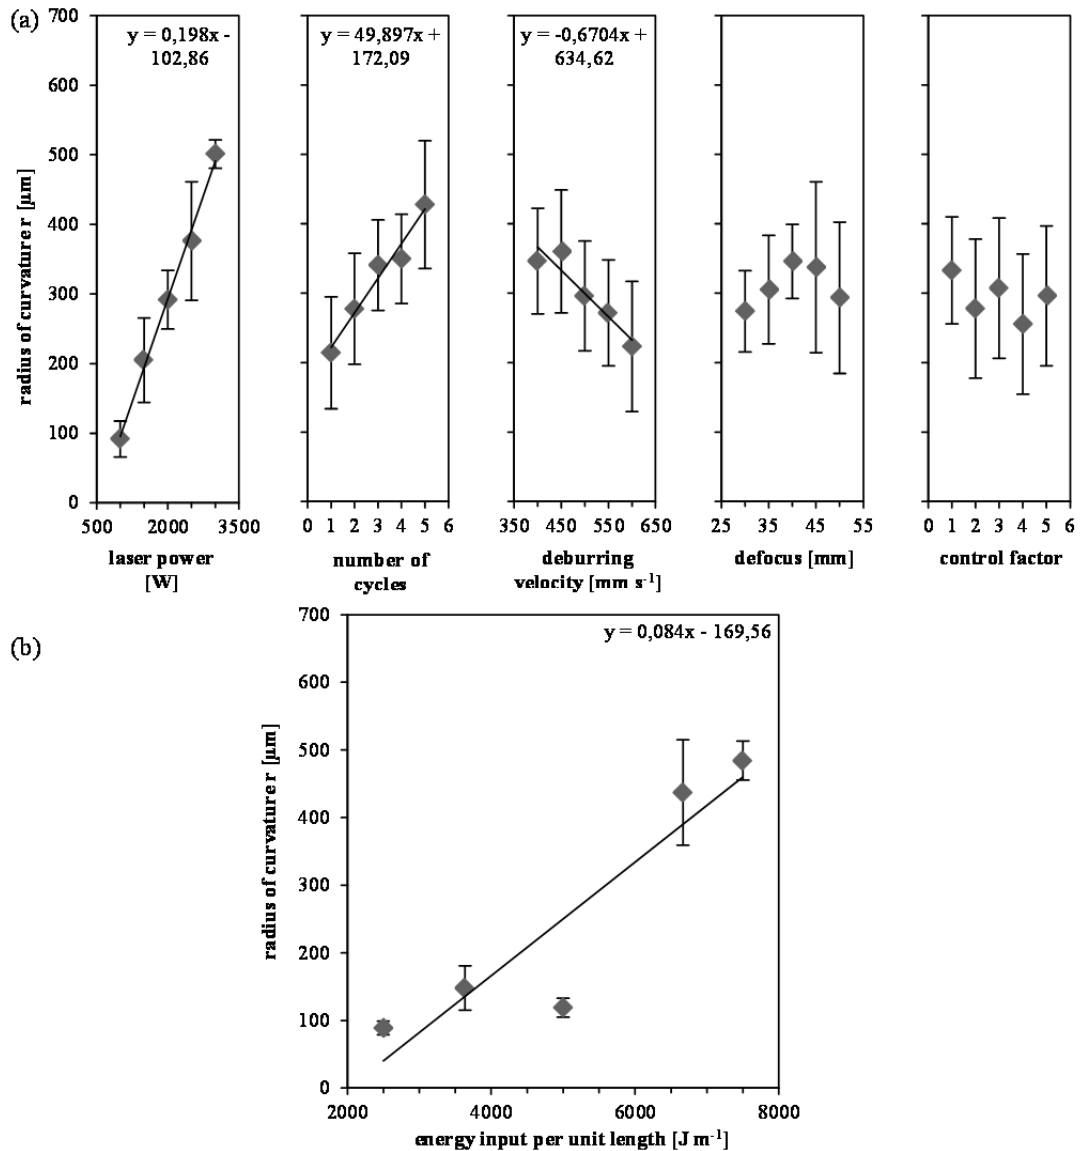 (a)
700
600
500
400
300
200
100
0
radius of curvature r [µm]
y = 0,198x -
102,86
500 2000 3500
laser power
[W]
y = 49,897x +
172,09
0 1 2 3 4 5 6
number of
cycles
y = -0,6704x +
634,62
350 450 550 650
deburring
velocity [mm s-1]
25 35 45 55
defocus [mm]
0 1 2 3 4 5 6
control factor
(b)
700
600
500
400
300
200
100
0
radius of curvature r [µm]
y = 0,084x - 169,56
2000 4000 6000 8000
energy input per unit length [J m-1]